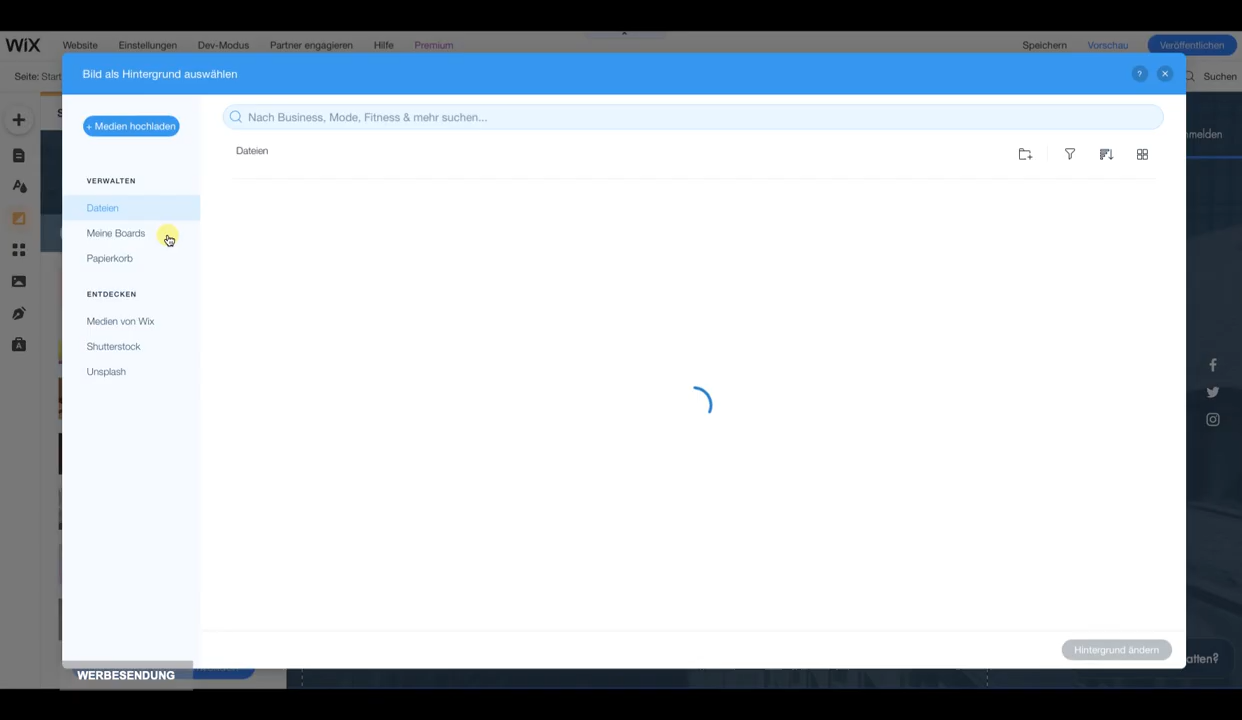 WiX Website Einstellungen Dev-Modus Partner engagieren Hilfe Premium Speichern Vorschau Veröffentlichen
Seite: Start Suchen
Bild als Hintergrund auswählen ?
+ Medien hochladen
Nach Business, Mode, Fitness & mehr suchen...
Dateien
VERWALTEN
Dateien
Meine Boards
Papierkorb
ENTDECKEN
Medien von Wix
Shutterstock
Unsplash
Hintergrund ändern
WERBESENDUNG